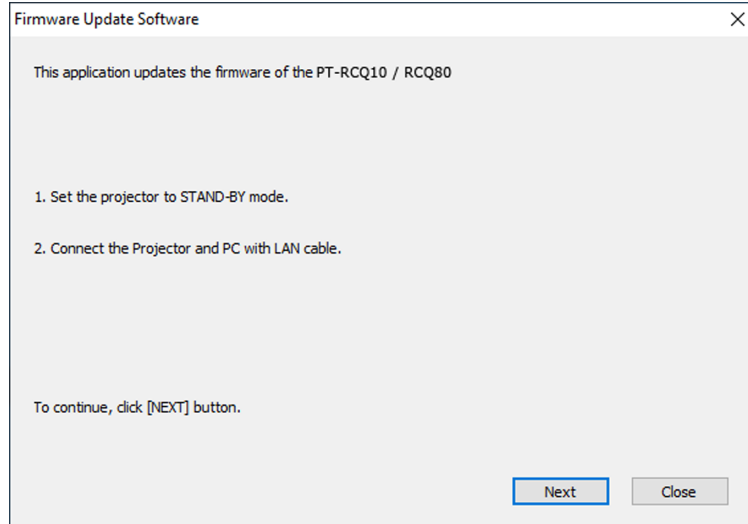 Firmware Update Software
This application updates the firmware of the PT-RCQ10 / RCQ80
1. Set the projector to STAND-BY mode.
2. Connect the Projector and PC with LAN cable.
To continue, click [NEXT] button.
Next
Close